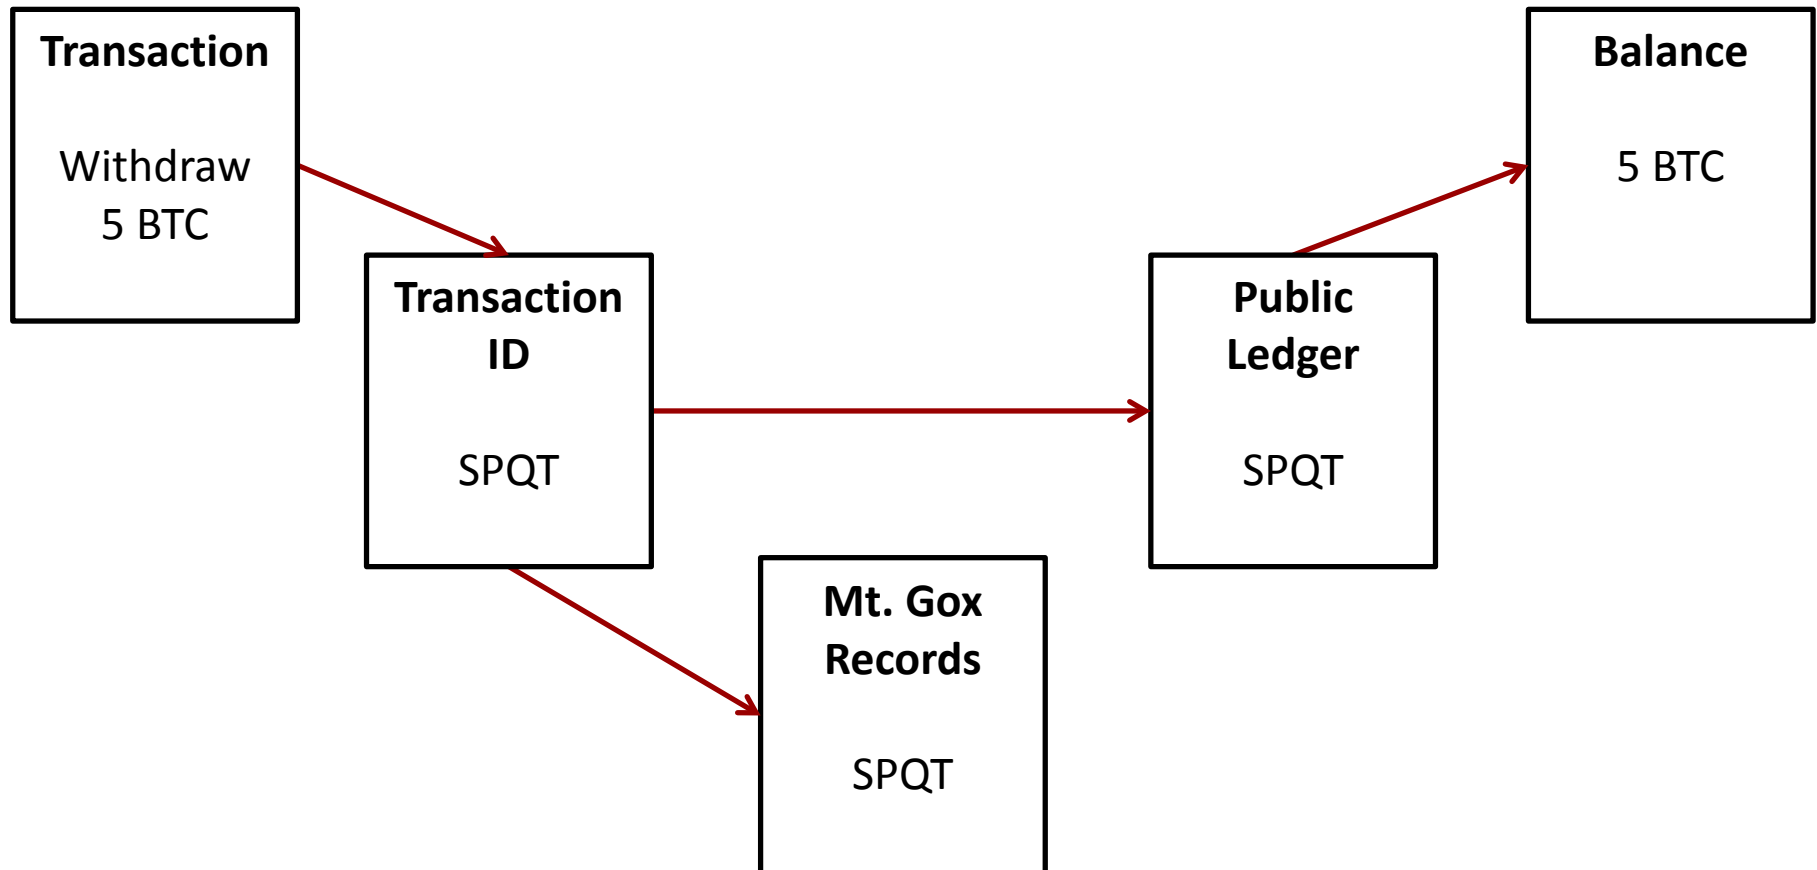 Transaction
Withdraw
5 BTC
Transaction
ID
SPQT
Mt. Gox
Records
SPQT
Public
Ledger
SPQT
Balance
5 BTC